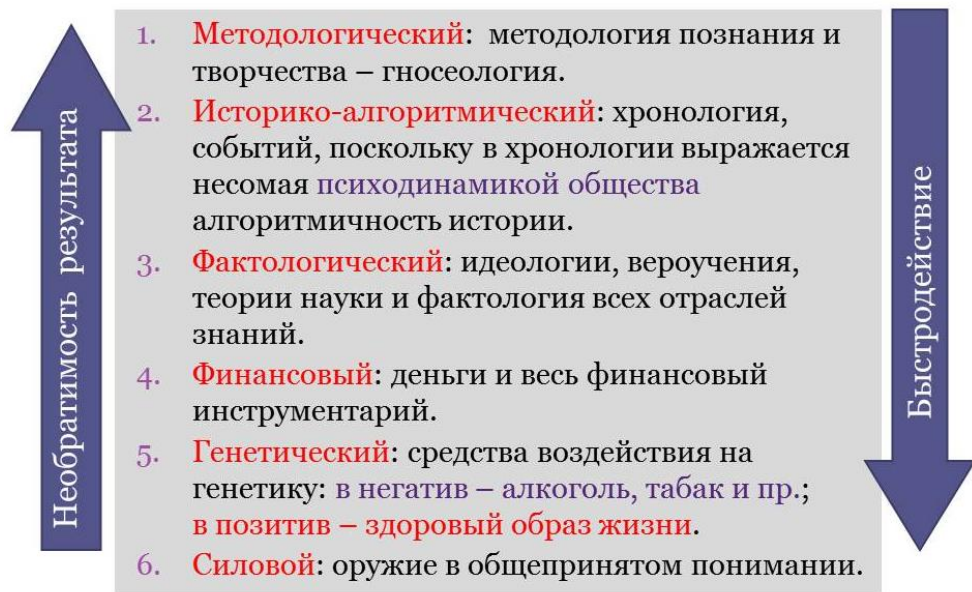 Необратимость результата
1. Методологический: методология познания и
творчества – гносеология.
2. Историко-алгоритмический: хронология,
событий, поскольку в хронологии выражается
несомая психодинамикой общества
алгоритмичность истории.
3. Фактологический: идеологии, вероучения,
теории науки и фактология всех отраслей
знаний.
4. Финансовый: деньги и весь финансовый
инструментарий.
5. Генетический: средства воздействия на
генетику: в негатив – алкоголь, табак и пр.;
в позитив – здоровый образ жизни.
6. Силовой: оружие в общепринятом понимании.
Быстродействие